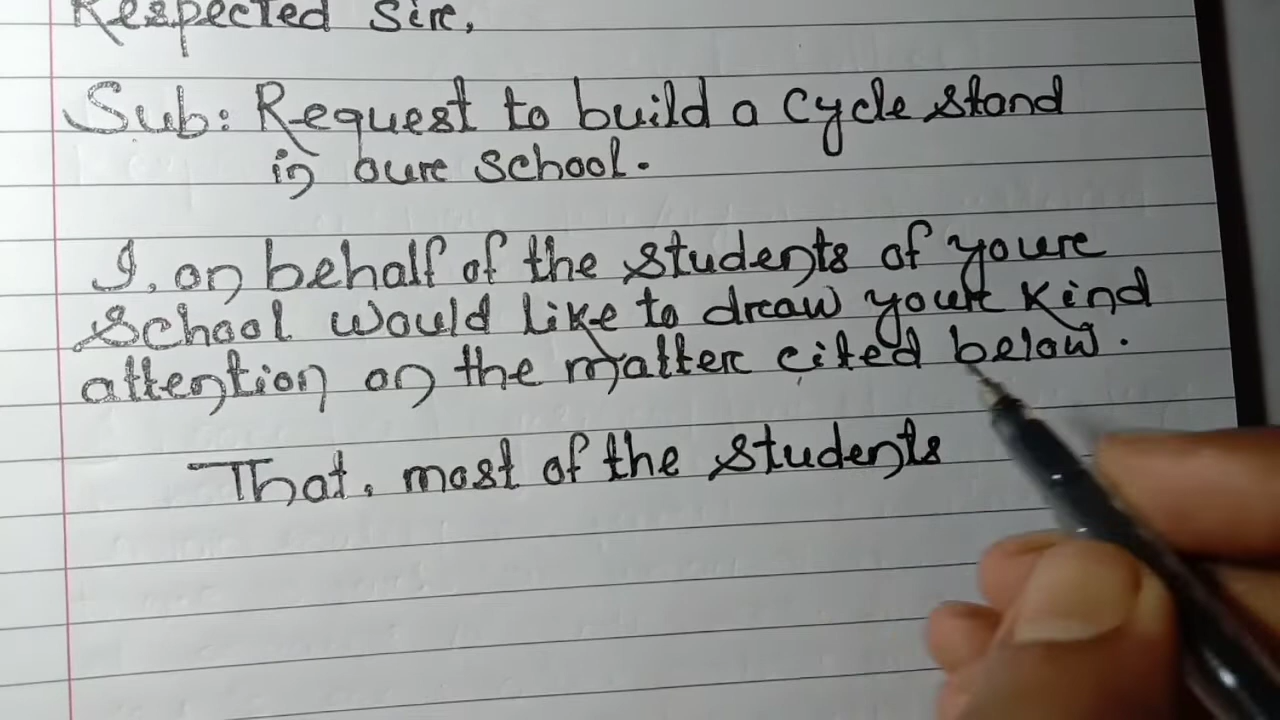 Respected Sir,
Sub: Request to build a cycle stand
in our school.
I, on behalf of the students of your
school would like to draw your kind
attention on the matter cited below.
That, most of the students